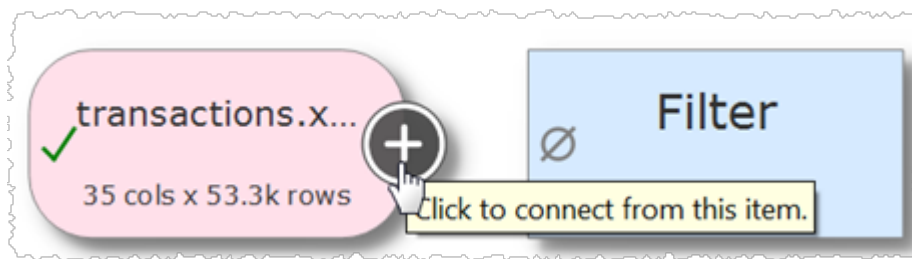 transactions.x...
35 cols x 53.3k rows
Filter
Click to connect from this item.